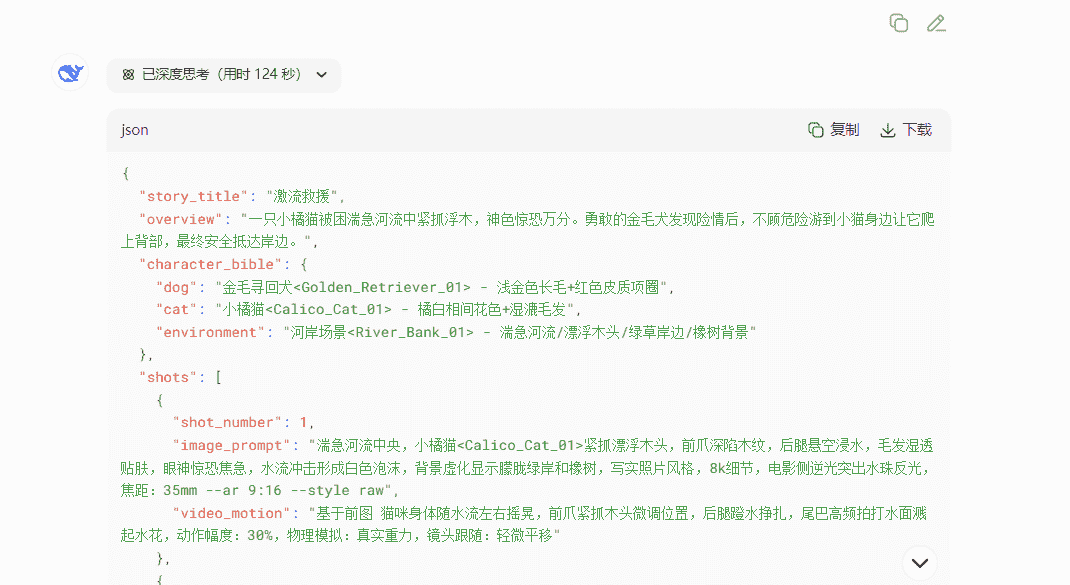 已深度思考（用时 124 秒）
json
复制
下载
{
"story_title": "激流救援",
"overview": "一只小橘猫被困湍急河流中紧抓浮木，神色惊恐万分。勇敢的金毛犬发现险情后，不顾危险游到小猫身边让它爬
上背部，最终安全抵达岸边。",
"character_bible": {
"dog": "金毛寻回犬<Golden_Retriever_01> - 浅金色长毛+红色皮质项圈",
"cat": "小橘猫<Calico_Cat_01> - 橘白相间花色+湿漉毛发",
"environment": "河岸场景<River_Bank_01> - 湍急河流/漂浮木头/绿草岸边/橡树背景"
},
"shots": [
{
"shot_number": 1,
"image_prompt": "湍急河流中央，小橘猫<Calico_Cat_01>紧抓漂浮木头，前爪深陷木纹，后腿悬空浸水，毛发湿透
贴肤，眼神惊恐焦急，水流冲击形成白色泡沫，背景虚化显示朦胧绿岸和橡树，写实照片风格，8k细节，电影侧逆光突出水珠反光，
焦距：35mm --ar 9:16 --style raw",
"video_motion": "基于前图 猫咪身体随水流左右摇晃，前爪紧抓木头微调位置，后腿蹬水挣扎，尾巴高频拍打水面溅
起水花，动作幅度：30%，物理模拟：真实重力，镜头跟随：轻微平移"
},
{